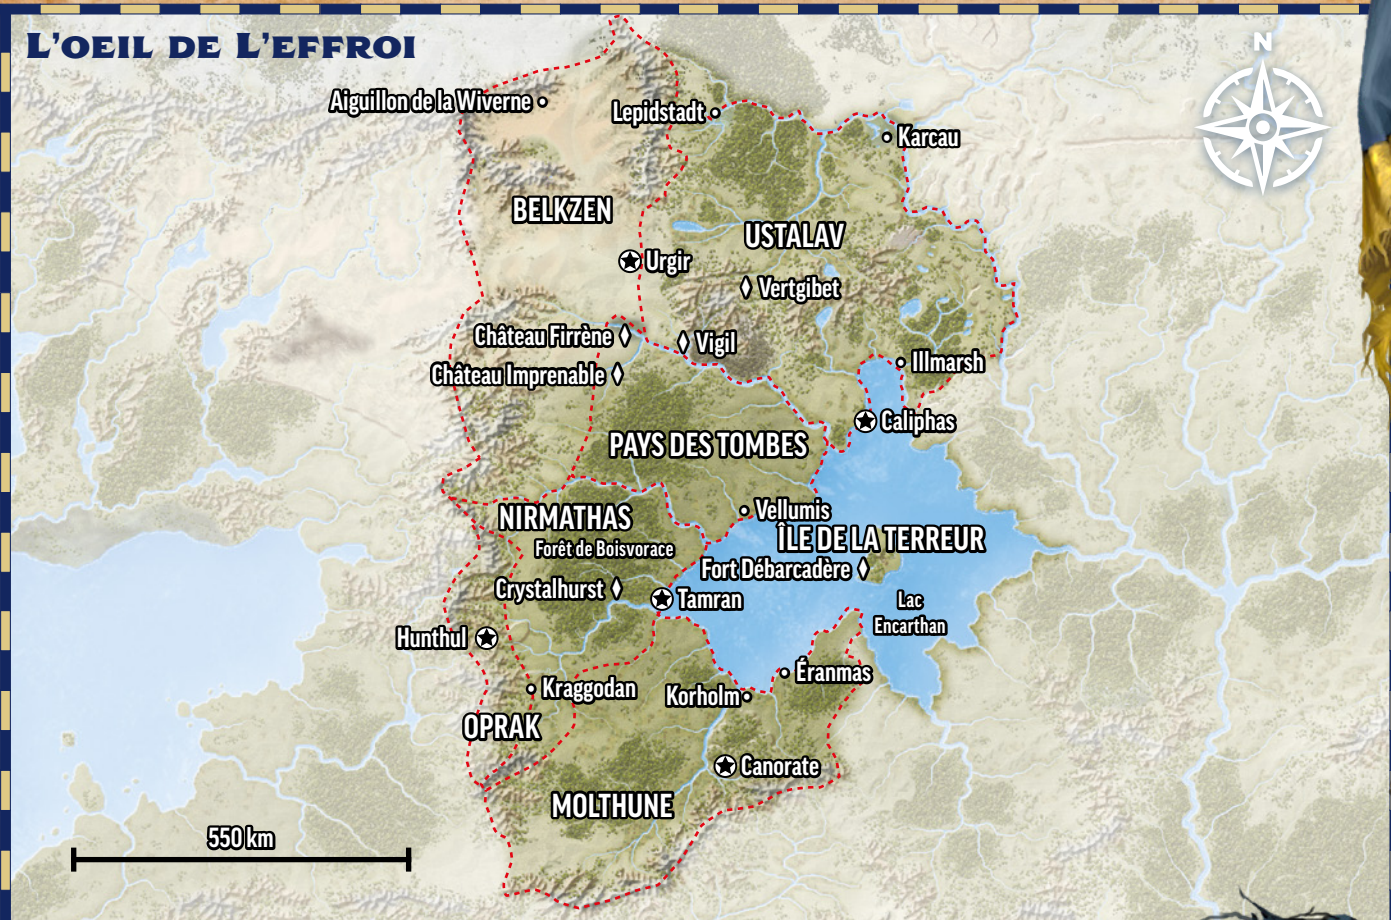 L'OEIL DE L'EFFROI
N
Aiguillon de la Wiverne
Lepidstadt
Karcau
BELKZEN
USTALAV
Urgir
Vertgibet
Château Firrène
Vigil
Illmarsh
Château Imprenable
Caliphas
PAYS DES TOMBES
Vellumis
NIRMATHAS
ÎLE DE LA TERREUR
Forêt de Boisvorace
Fort Débarcadère
Crystalhurst
Tamran
Lac
Encarthan
Hunthul
Éranmas
Kraggodan
Korholm
OPRAK
Canorate
MOLTHUNE
550 km